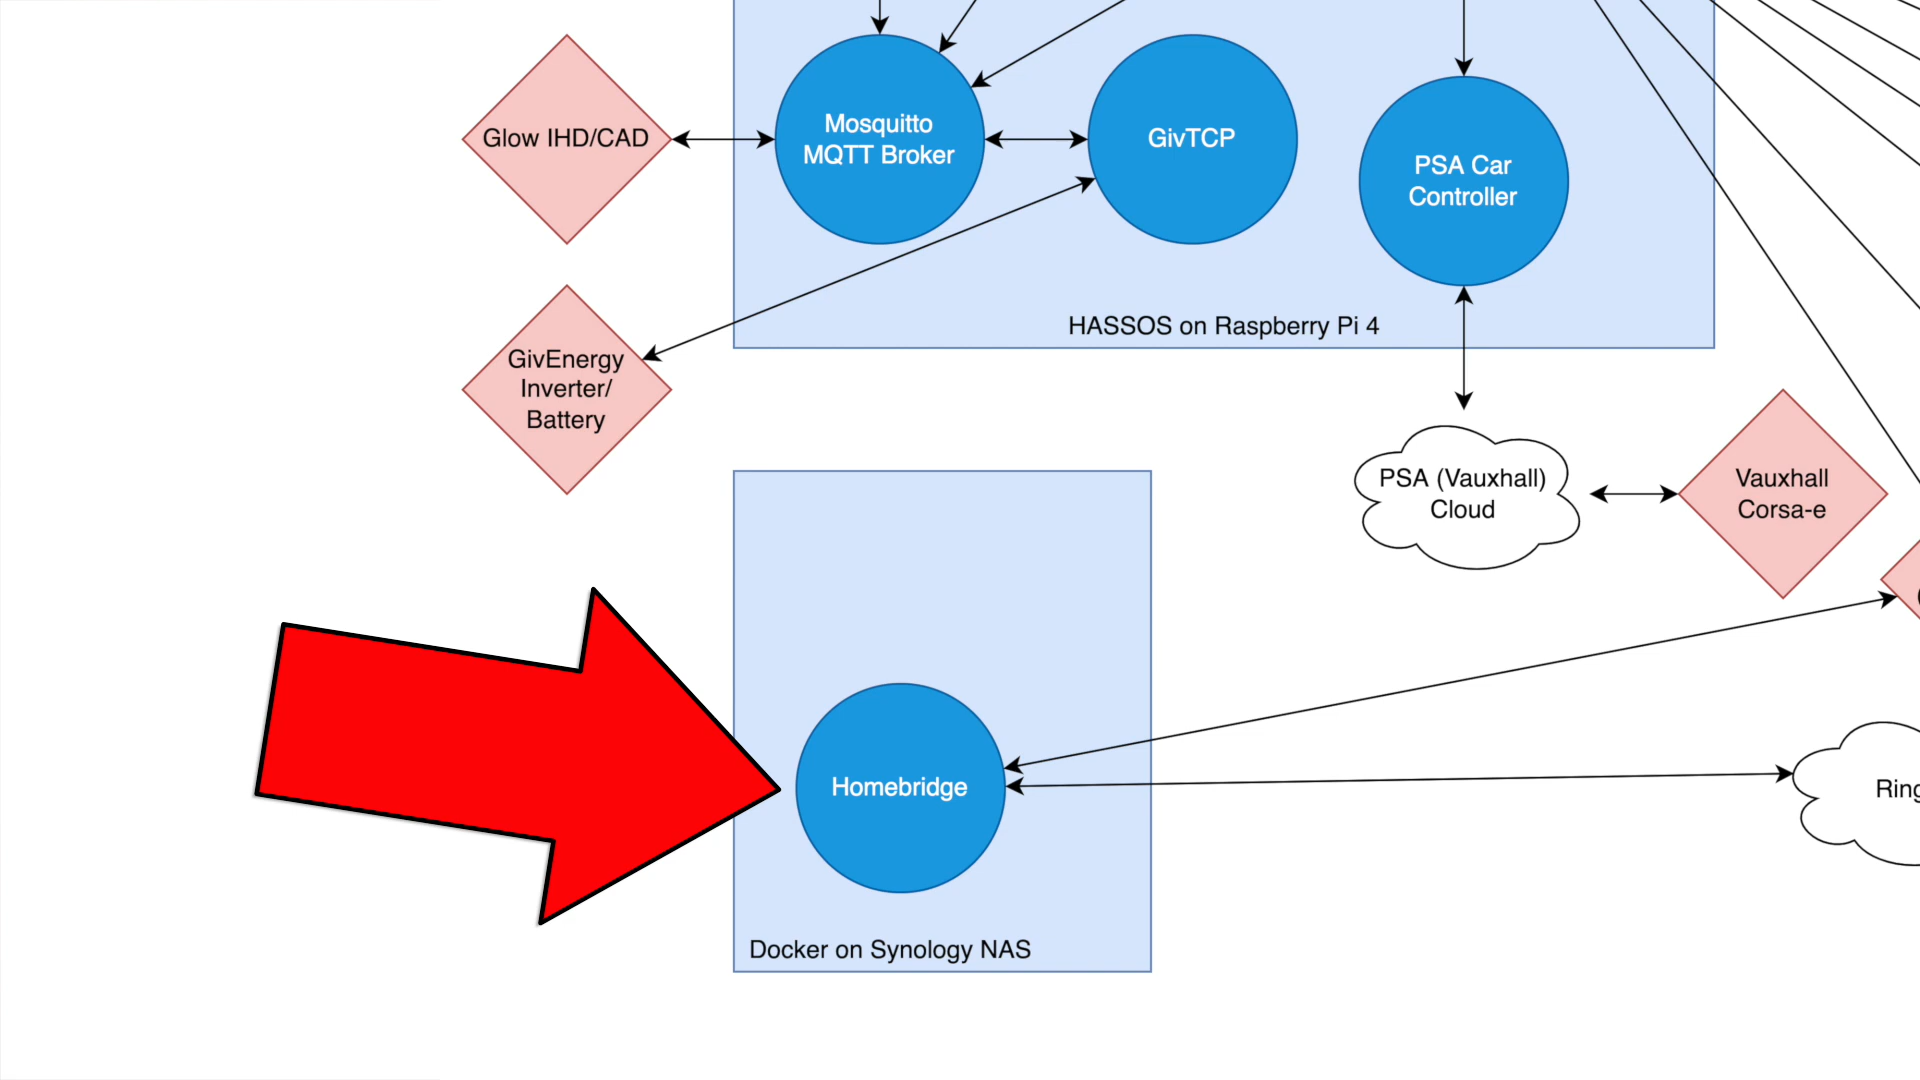 Glow IHD/CAD
Mosquitto
MQTT Broker
GivTCP
PSA Car
Controller
HASSOS on Raspberry Pi 4
GivEnergy
Inverter/
Battery
PSA (Vauxhall)
Cloud
Vauxhall
Corsa-e
Homebridge
Ring
Docker on Synology NAS